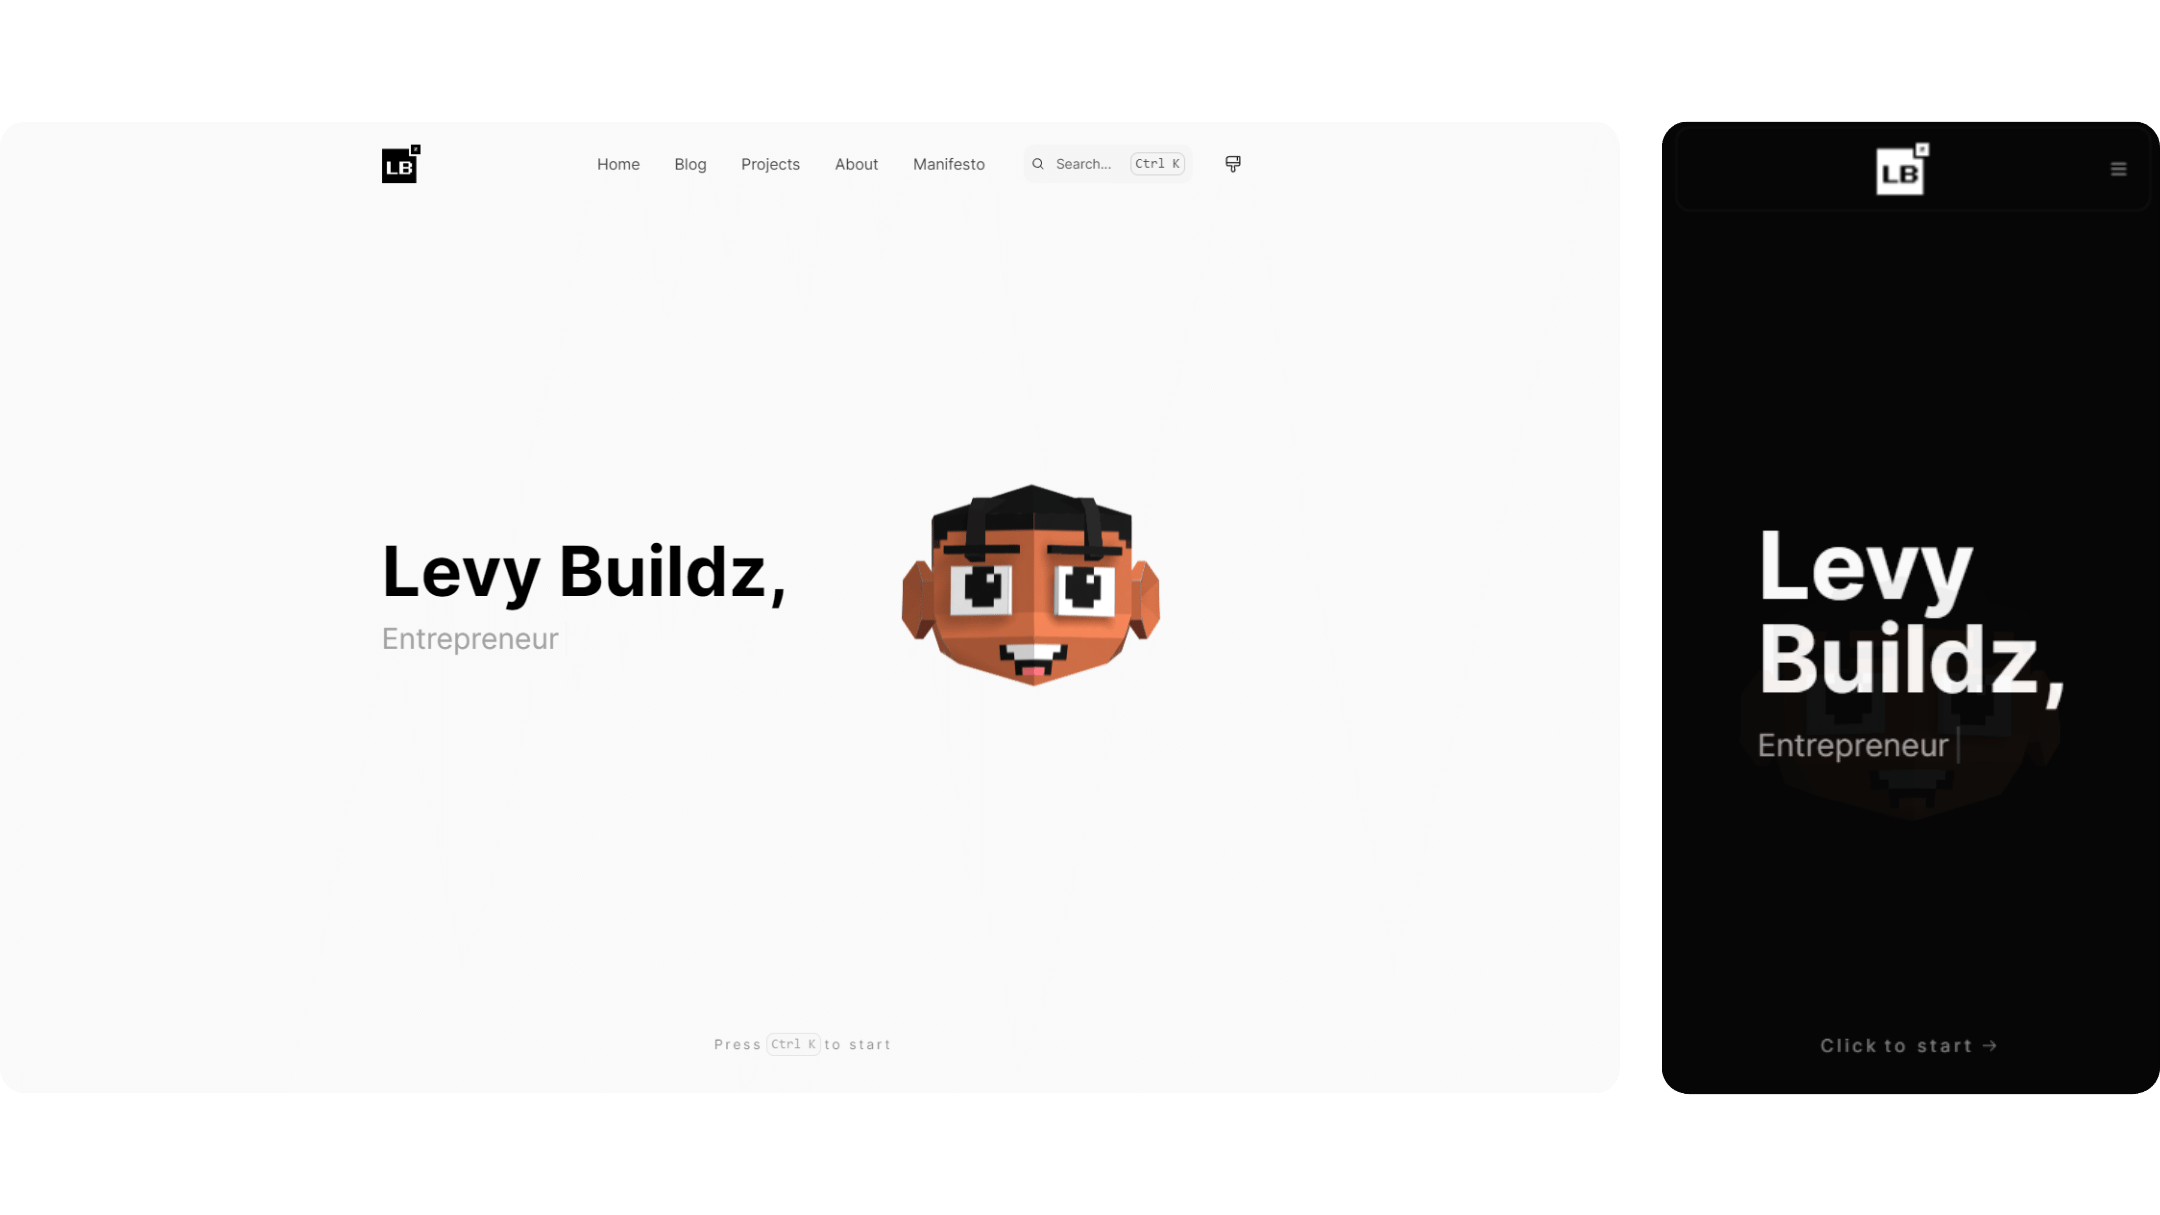 LB
Home Blog Projects About Manifesto Search... Ctrl K
Levy Buildz,
Entrepreneur
Press Ctrl K to start
LB
Levy
Buildz,
Entrepreneur
Click to start →